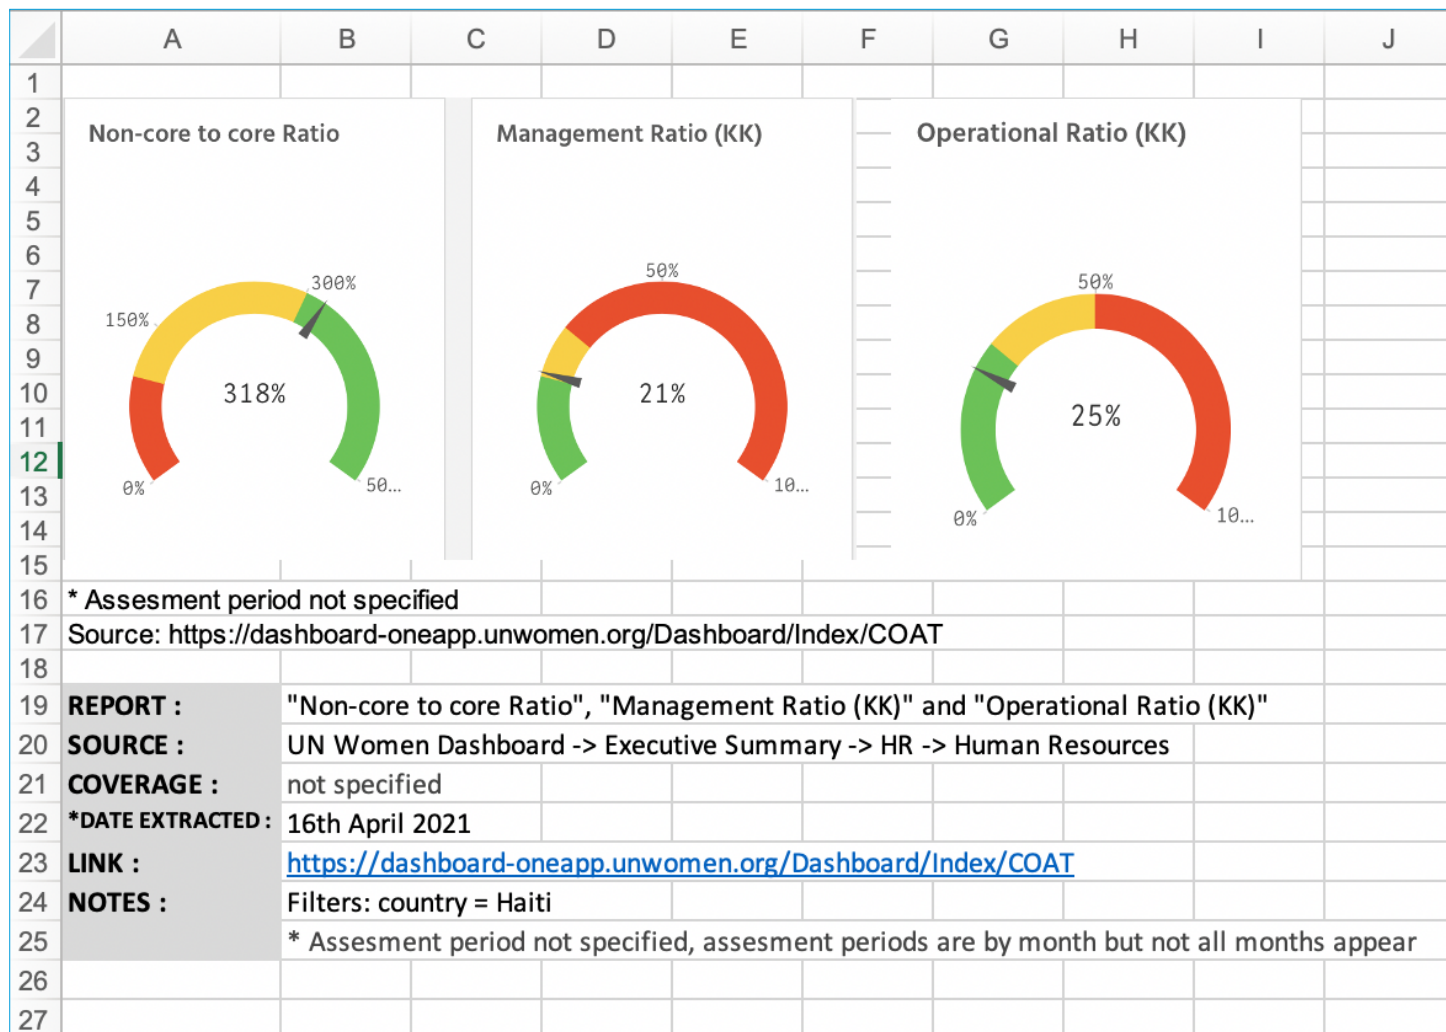 A B C D E F G H I J
1
2
Non-core to core Ratio Management Ratio (KK) Operational Ratio (KK)
3
4
5
6
50%
7
300% 50%
8
150%
9
10
318% 21%
11
25%
12
13
0% 50... 0% 10...
14
0% 10...
15
16 * Assesment period not specified
17 Source: https://dashboard-oneapp.unwomen.org/Dashboard/Index/COAT
18
19 REPORT : "Non-core to core Ratio", "Management Ratio (KK)" and "Operational Ratio (KK)"
20 SOURCE : UN Women Dashboard -> Executive Summary -> HR -> Human Resources
21 COVERAGE : not specified
22 *DATE EXTRACTED : 16th April 2021
23 LINK : https://dashboard-oneapp.unwomen.org/Dashboard/Index/COAT
24 NOTES : Filters: country = Haiti
25 * Assesment period not specified, assesment periods are by month but not all months appear
26
27